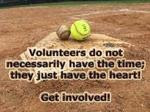 Volunteers do not
necessarily have the time;
they just have the heart!
Get involved!